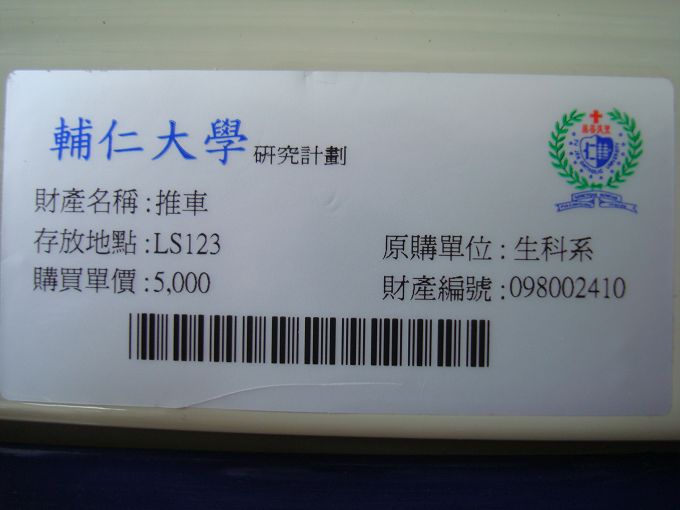 輔仁大學 研究計劃
財產名稱:推車
存放地點:LS123
原購單位:生科系
購買單價:5,000
財產編號:098002410